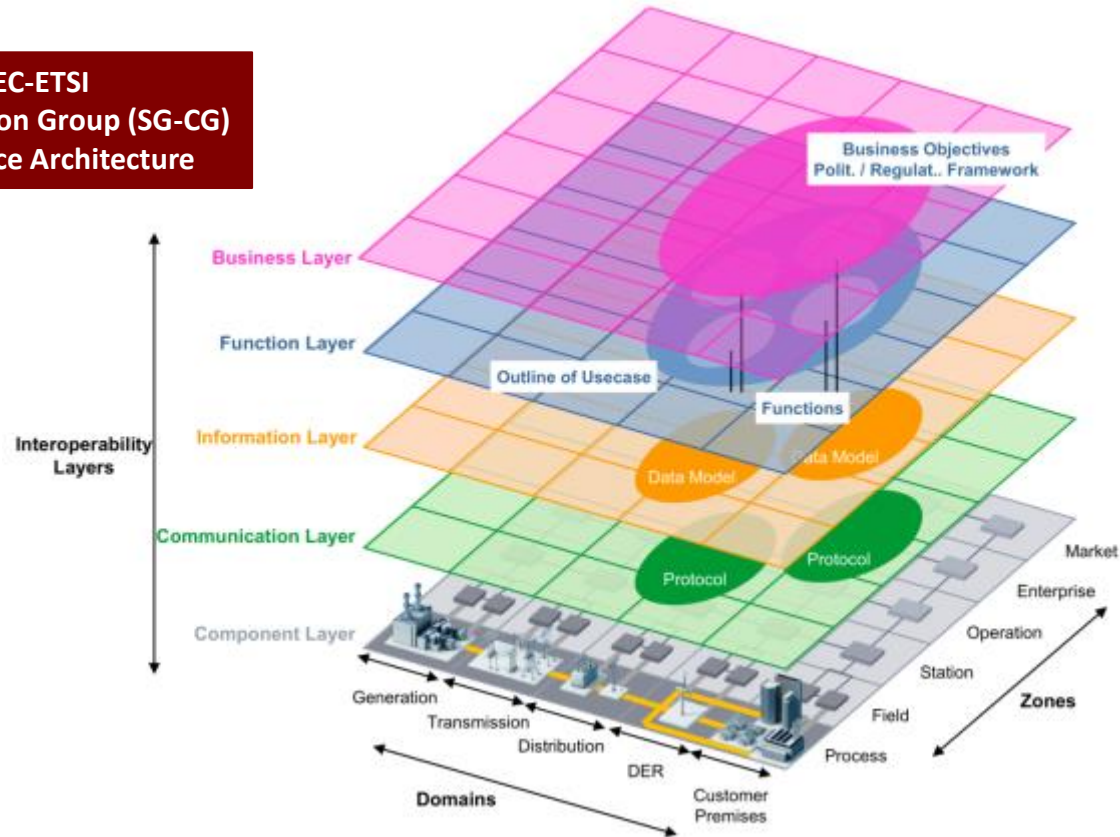 EC-ETSI
on Group (SG-CG)
ce Architecture
Business Objectives
Polit. / Regulat.. Framework
Business Layer
Function Layer
Outline of Usecase
Functions
Information Layer
Interoperability
Layers
Data Model
Data Model
Communication Layer
Protocol
Protocol
Component Layer
Market
Enterprise
Operation
Station
Field
Process
Zones
Generation
Transmission
Distribution
DER
Customer
Premises
Domains